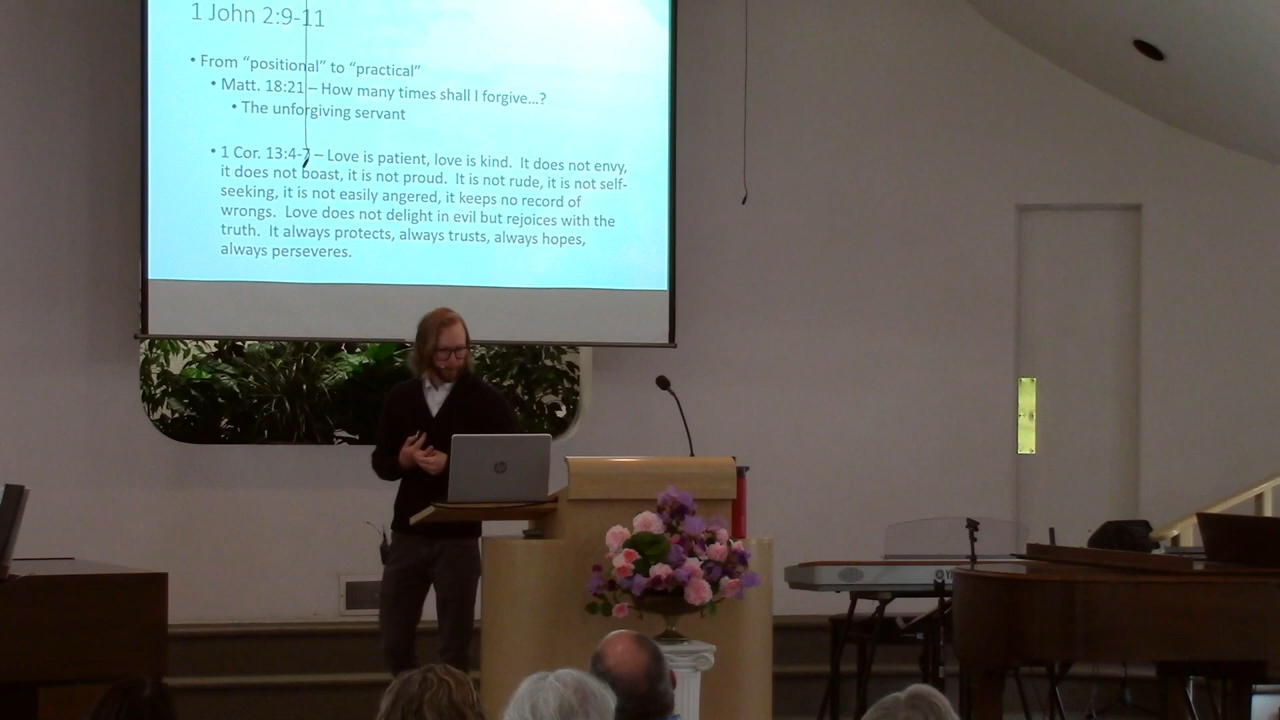 1 John 2:9-11
• From “positional” to “practical”
• Matt. 18:21 – How many times shall I forgive…?
• The unforgiving servant
• 1 Cor. 13:4-7 – Love is patient, love is kind. It does not envy,
it does not boast, it is not proud. It is not rude, it is not self-
seeking, it is not easily angered, it keeps no record of
wrongs. Love does not delight in evil but rejoices with the
truth. It always protects, always trusts, always hopes,
always perseveres.
hp